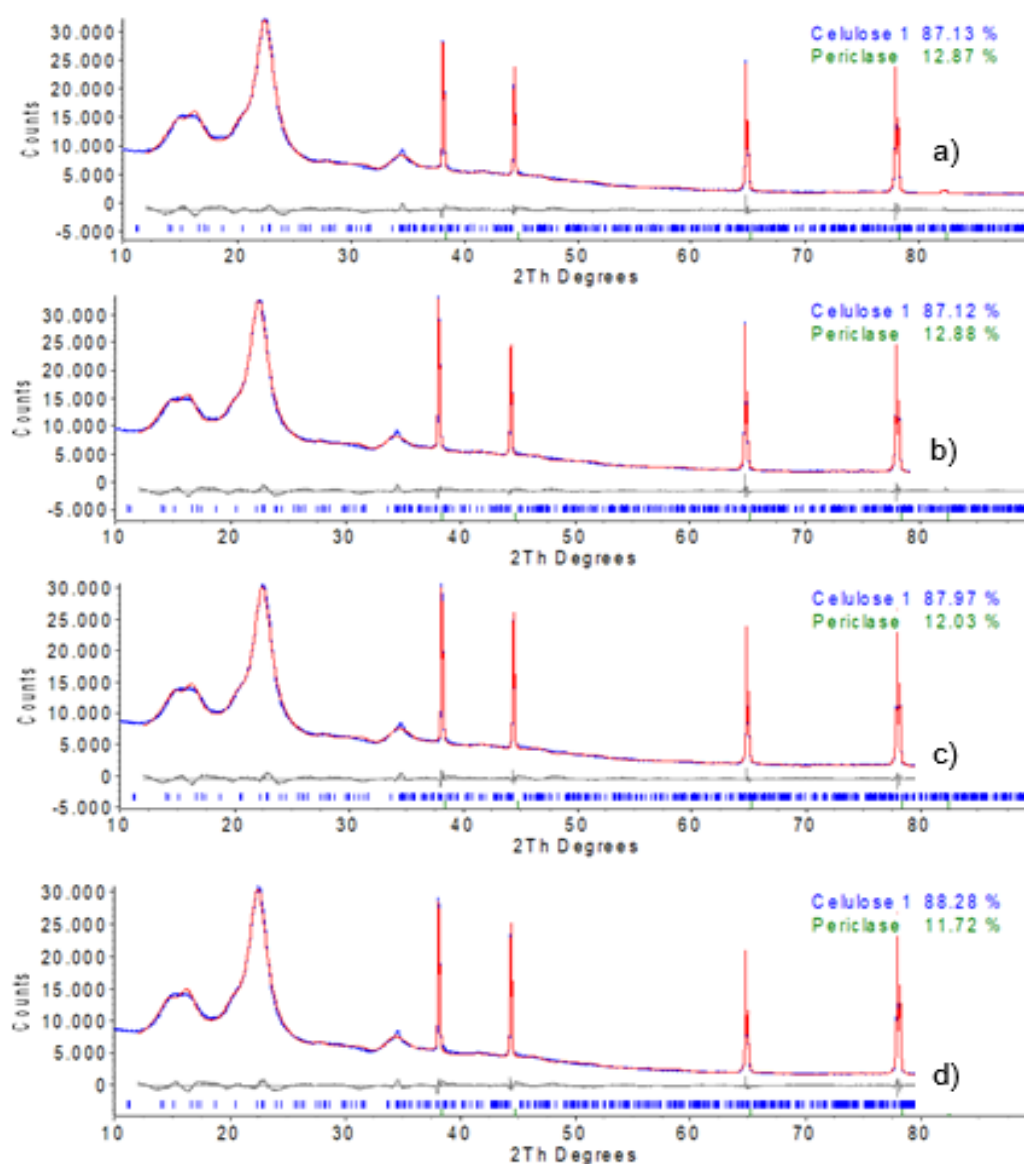 Celulose 1 87.13 %
Periclase 12.87 %
30.000
25.000
20.000
15.000
10.000
5.000
0
-5.000
Counts
a)
10 20 30 40 50 60 70 80
2Th Degrees
Celulose 1 87.12 %
Periclase 12.88 %
30.000
25.000
20.000
15.000
10.000
5.000
0
-5.000
Counts
b)
10 20 30 40 50 60 70 80
2Th Degrees
Celulose 1 87.97 %
Periclase 12.03 %
30.000
25.000
20.000
15.000
10.000
5.000
0
-5.000
Counts
c)
10 20 30 40 50 60 70 80
2Th Degrees
Celulose 1 88.28 %
Periclase 11.72 %
30.000
25.000
20.000
15.000
10.000
5.000
0
Counts
d)
10 20 30 40 50 60 70 80
2Th Degrees